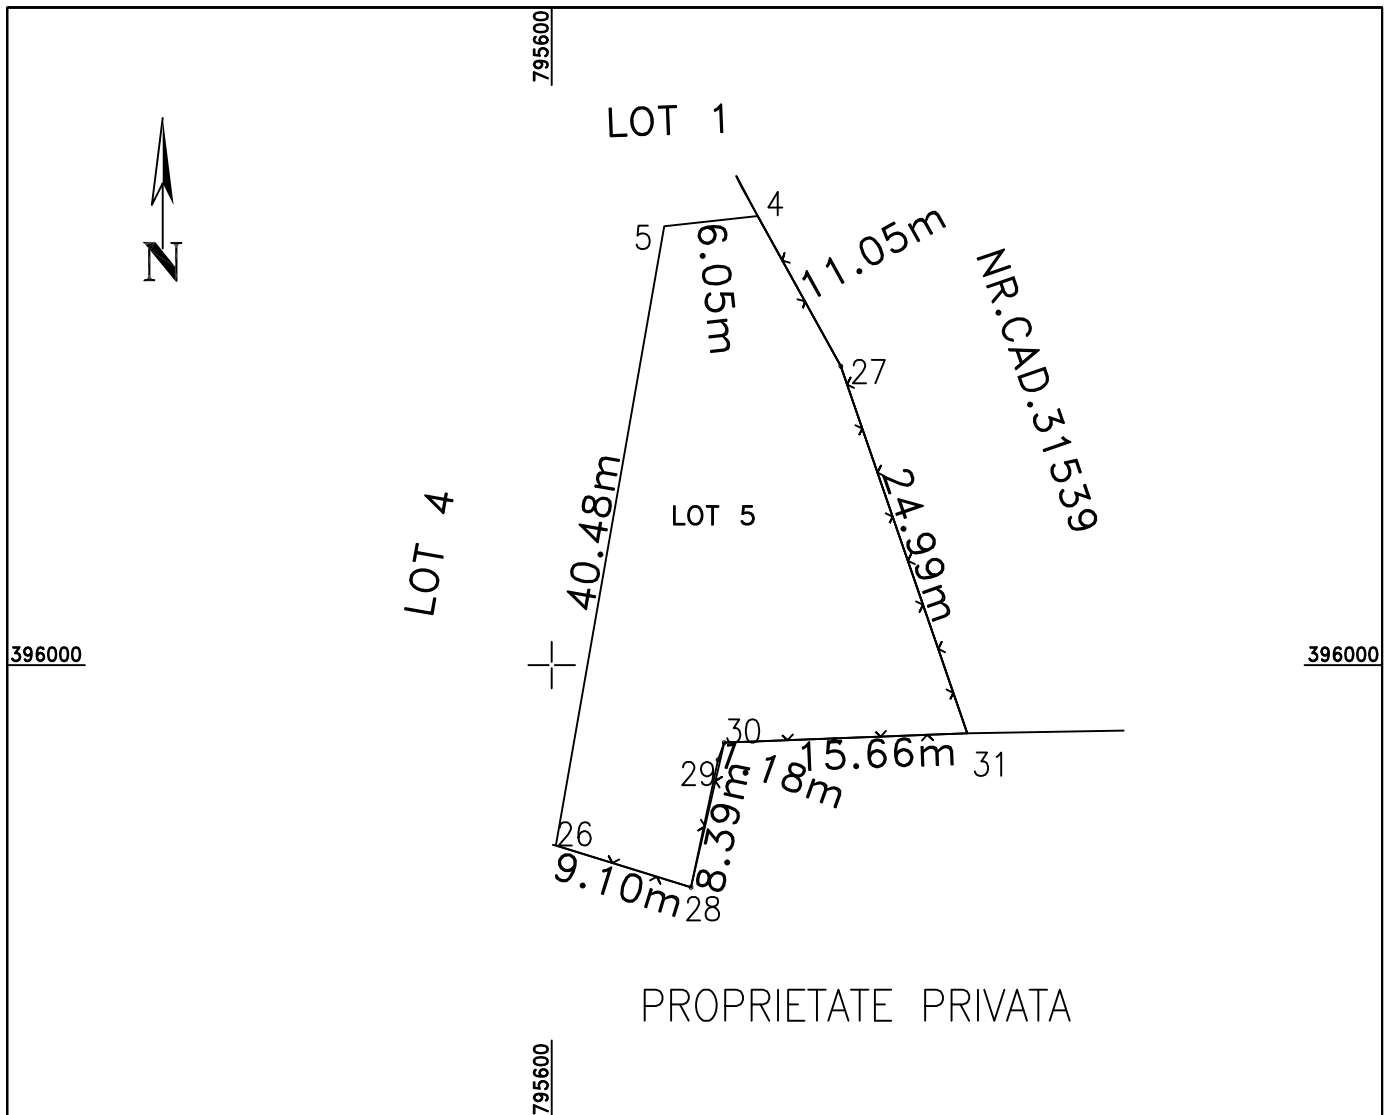 795600
LOT 1
N
4
5
6.05m
11.05m
NR.CAD.31539
27
40.48m
24.99m
LOT 5
LOT 4
396000
396000
30
15.66m
31
29
1.18m
8.39m
26
9.10m
28
PROPRIETATE PRIVATA
795600